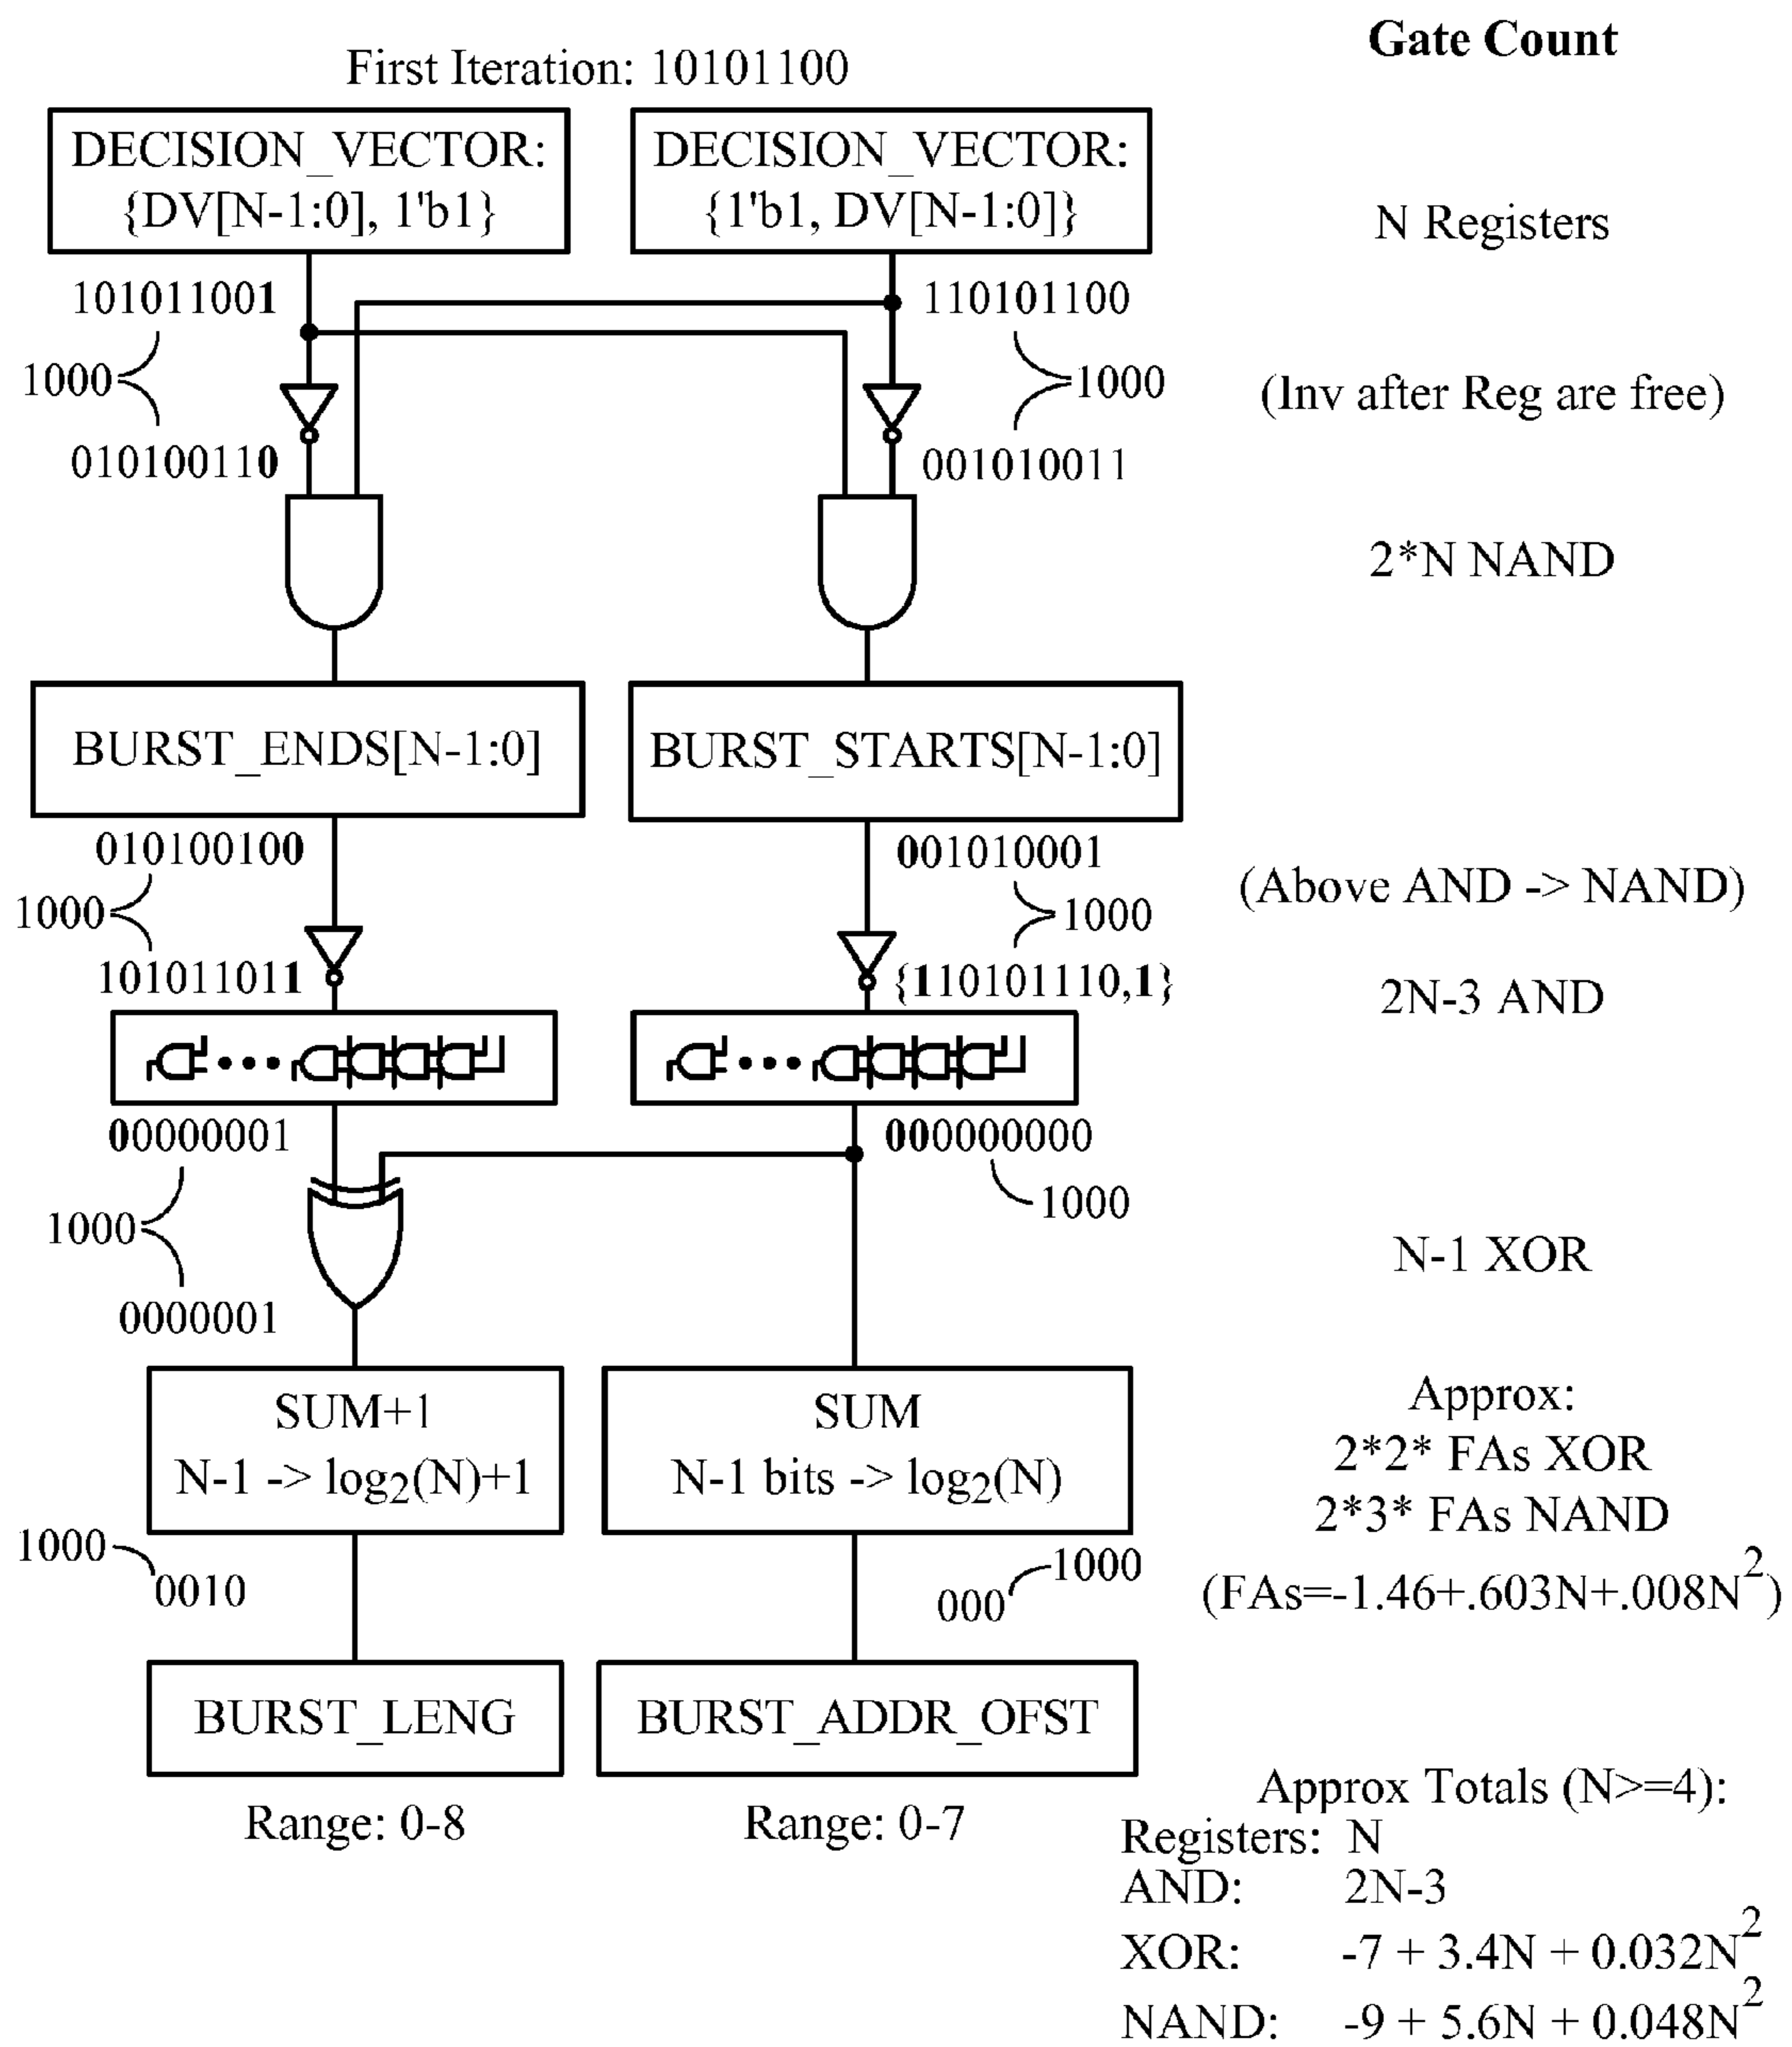 Gate Count
First Iteration: 10101100
DECISION_VECTOR:
{DV[N-1:0], 1'b1}
DECISION_VECTOR:
{1'b1, DV[N-1:0]}
N Registers
101011001
110101100
1000
1000
(Inv after Reg are free)
010100110
001010011
2*N NAND
BURST_ENDS[N-1:0]
BURST_STARTS[N-1:0]
010100100
001010001
(Above AND -> NAND)
1000
1000
101011011
{110101110,1}
2N-3 AND
00000001
000000000
1000
1000
N-1 XOR
0000001
SUM+1
N-1 -> log2(N)+1
SUM
N-1 bits -> log2(N)
Approx:
2*2* FAs XOR
2*3* FAs NAND
(FAs=-1.46+.603N+.008N2)
1000
0010
1000
000
BURST_LENG
BURST_ADDR_OFST
Range: 0-8
Range: 0-7
Approx Totals (N>=4):
Registers: N
AND: 2N-3
XOR: -7 + 3.4N + 0.032N2
NAND: -9 + 5.6N + 0.048N2